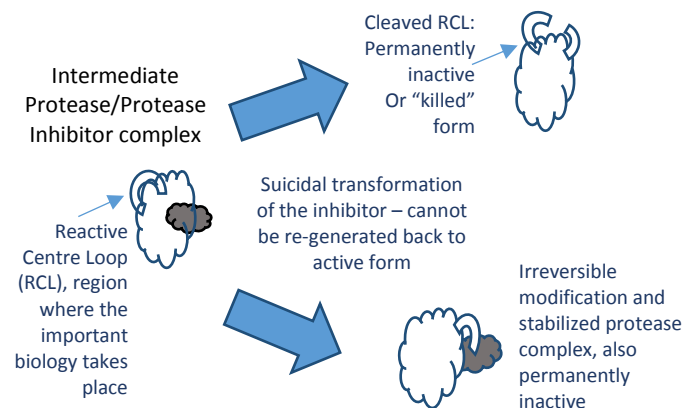 Intermediate
Protease/Protease
Inhibitor complex
Cleaved RCL:
Permanently
inactive
Or “killed”
form
Reactive
Centre Loop
(RCL), region
where the
important
biology takes
place
Suicidal transformation
of the inhibitor – cannot
be re-generated back to
active form
Irreversible
modification and
stabilized protease
complex, also
permanently
inactive